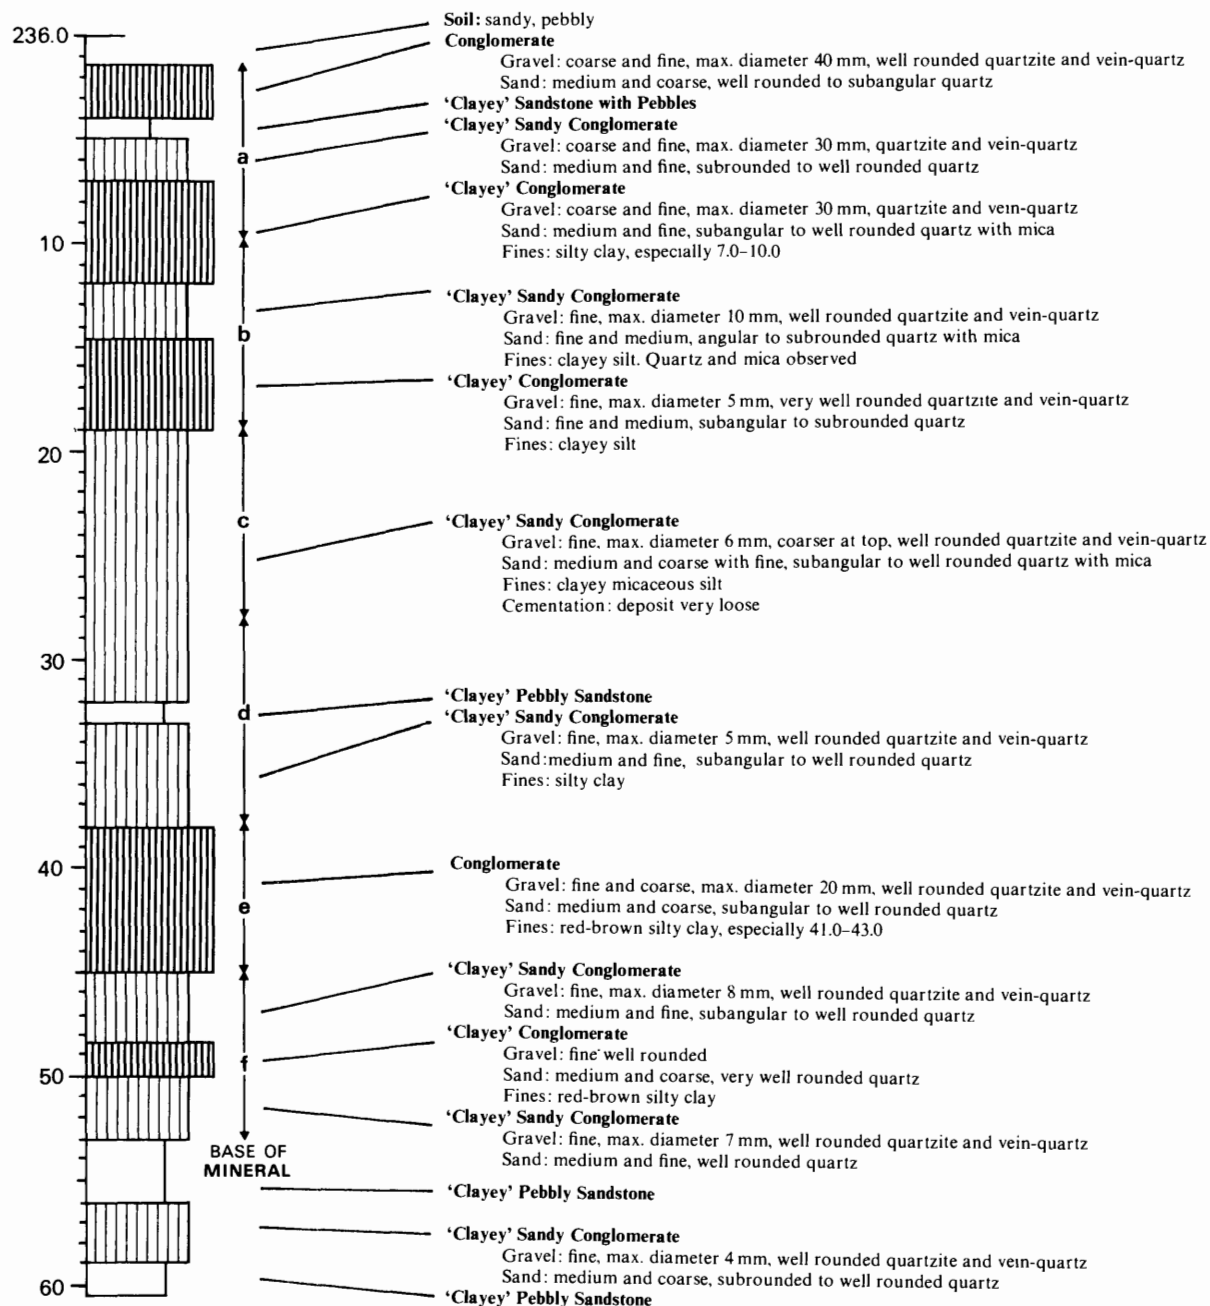 236.0
Soil: sandy, pebbly
Conglomerate
Gravel: coarse and fine, max. diameter 40 mm, well rounded quartzite and vein-quartz
Sand: medium and coarse, well rounded to subangular quartz
'Clayey' Sandstone with Pebbles
'Clayey' Sandy Conglomerate
Gravel: coarse and fine, max. diameter 30 mm, quartzite and vein-quartz
a
Sand: medium and fine, subrounded to well rounded quartz
'Clayey' Conglomerate
Gravel: coarse and fine, max. diameter 30 mm, quartzite and vein-quartz
Sand: medium and fine, subangular to well rounded quartz with mica
10
Fines: silty clay, especially 7.0–10.0
'Clayey' Sandy Conglomerate
Gravel: fine, max. diameter 10 mm, well rounded quartzite and vein-quartz
b
Sand: fine and medium, angular to subrounded quartz with mica
Fines: clayey silt. Quartz and mica observed
'Clayey' Conglomerate
Gravel: fine, max. diameter 5 mm, very well rounded quartzite and vein-quartz
Sand: fine and medium, subangular to subrounded quartz
Fines: clayey silt
20
c
'Clayey' Sandy Conglomerate
Gravel: fine, max. diameter 6 mm, coarser at top, well rounded quartzite and vein-quartz
Sand: medium and coarse with fine, subangular to well rounded quartz with mica
Fines: clayey micaceous silt
Cementation: deposit very loose
30
'Clayey' Pebbly Sandstone
d
'Clayey' Sandy Conglomerate
Gravel: fine, max. diameter 5 mm, well rounded quartzite and vein-quartz
Sand: medium and fine, subangular to well rounded quartz
Fines: silty clay
40
Conglomerate
Gravel: fine and coarse, max. diameter 20 mm, well rounded quartzite and vein-quartz
e
Sand: medium and coarse, subangular to well rounded quartz
Fines: red-brown silty clay, especially 41.0–43.0
'Clayey' Sandy Conglomerate
Gravel: fine, max. diameter 8 mm, well rounded quartzite and vein-quartz
Sand: medium and fine, subangular to well rounded quartz
'Clayey' Conglomerate
Gravel: fine well rounded
f
50
Sand: medium and coarse, very well rounded quartz
Fines: red-brown silty clay
'Clayey' Sandy Conglomerate
Gravel: fine, max. diameter 7 mm, well rounded quartzite and vein-quartz
Sand: medium and fine, well rounded quartz
BASE OF
MINERAL
'Clayey' Pebbly Sandstone
'Clayey' Sandy Conglomerate
Gravel: fine, max. diameter 4 mm, well rounded quartzite and vein-quartz
Sand: medium and coarse, subrounded to well rounded quartz
60
'Clayey' Pebbly Sandstone